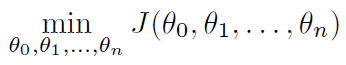 min J(θ₀, θ₁, . . . , θₙ)
θ₀,θ₁,...,θₙ